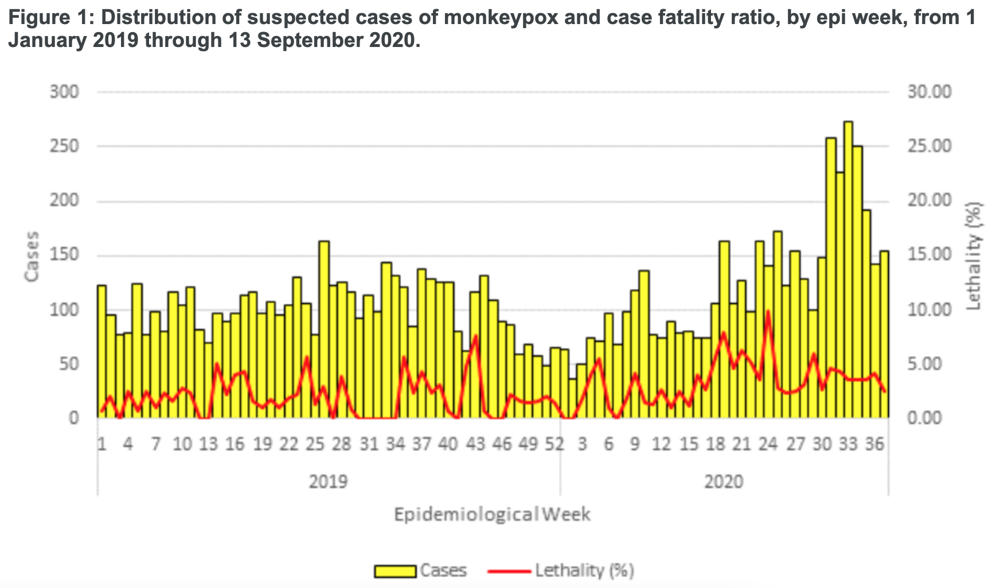 Figure 1: Distribution of suspected cases of monkeypox and case fatality ratio, by epi week, from 1
January 2019 through 13 September 2020.
300
250
200
150
100
50
0
Cases
30.00
25.00
20.00
15.00
10.00
5.00
0.00
Lethality (%)
1 4 7 10 13 16 19 22 25 28 31 34 37 40 43 46 49 52 3 6 9 12 15 18 21 24 27 30 33 36
2019 2020
Epidemiological Week
Cases Lethality (%)